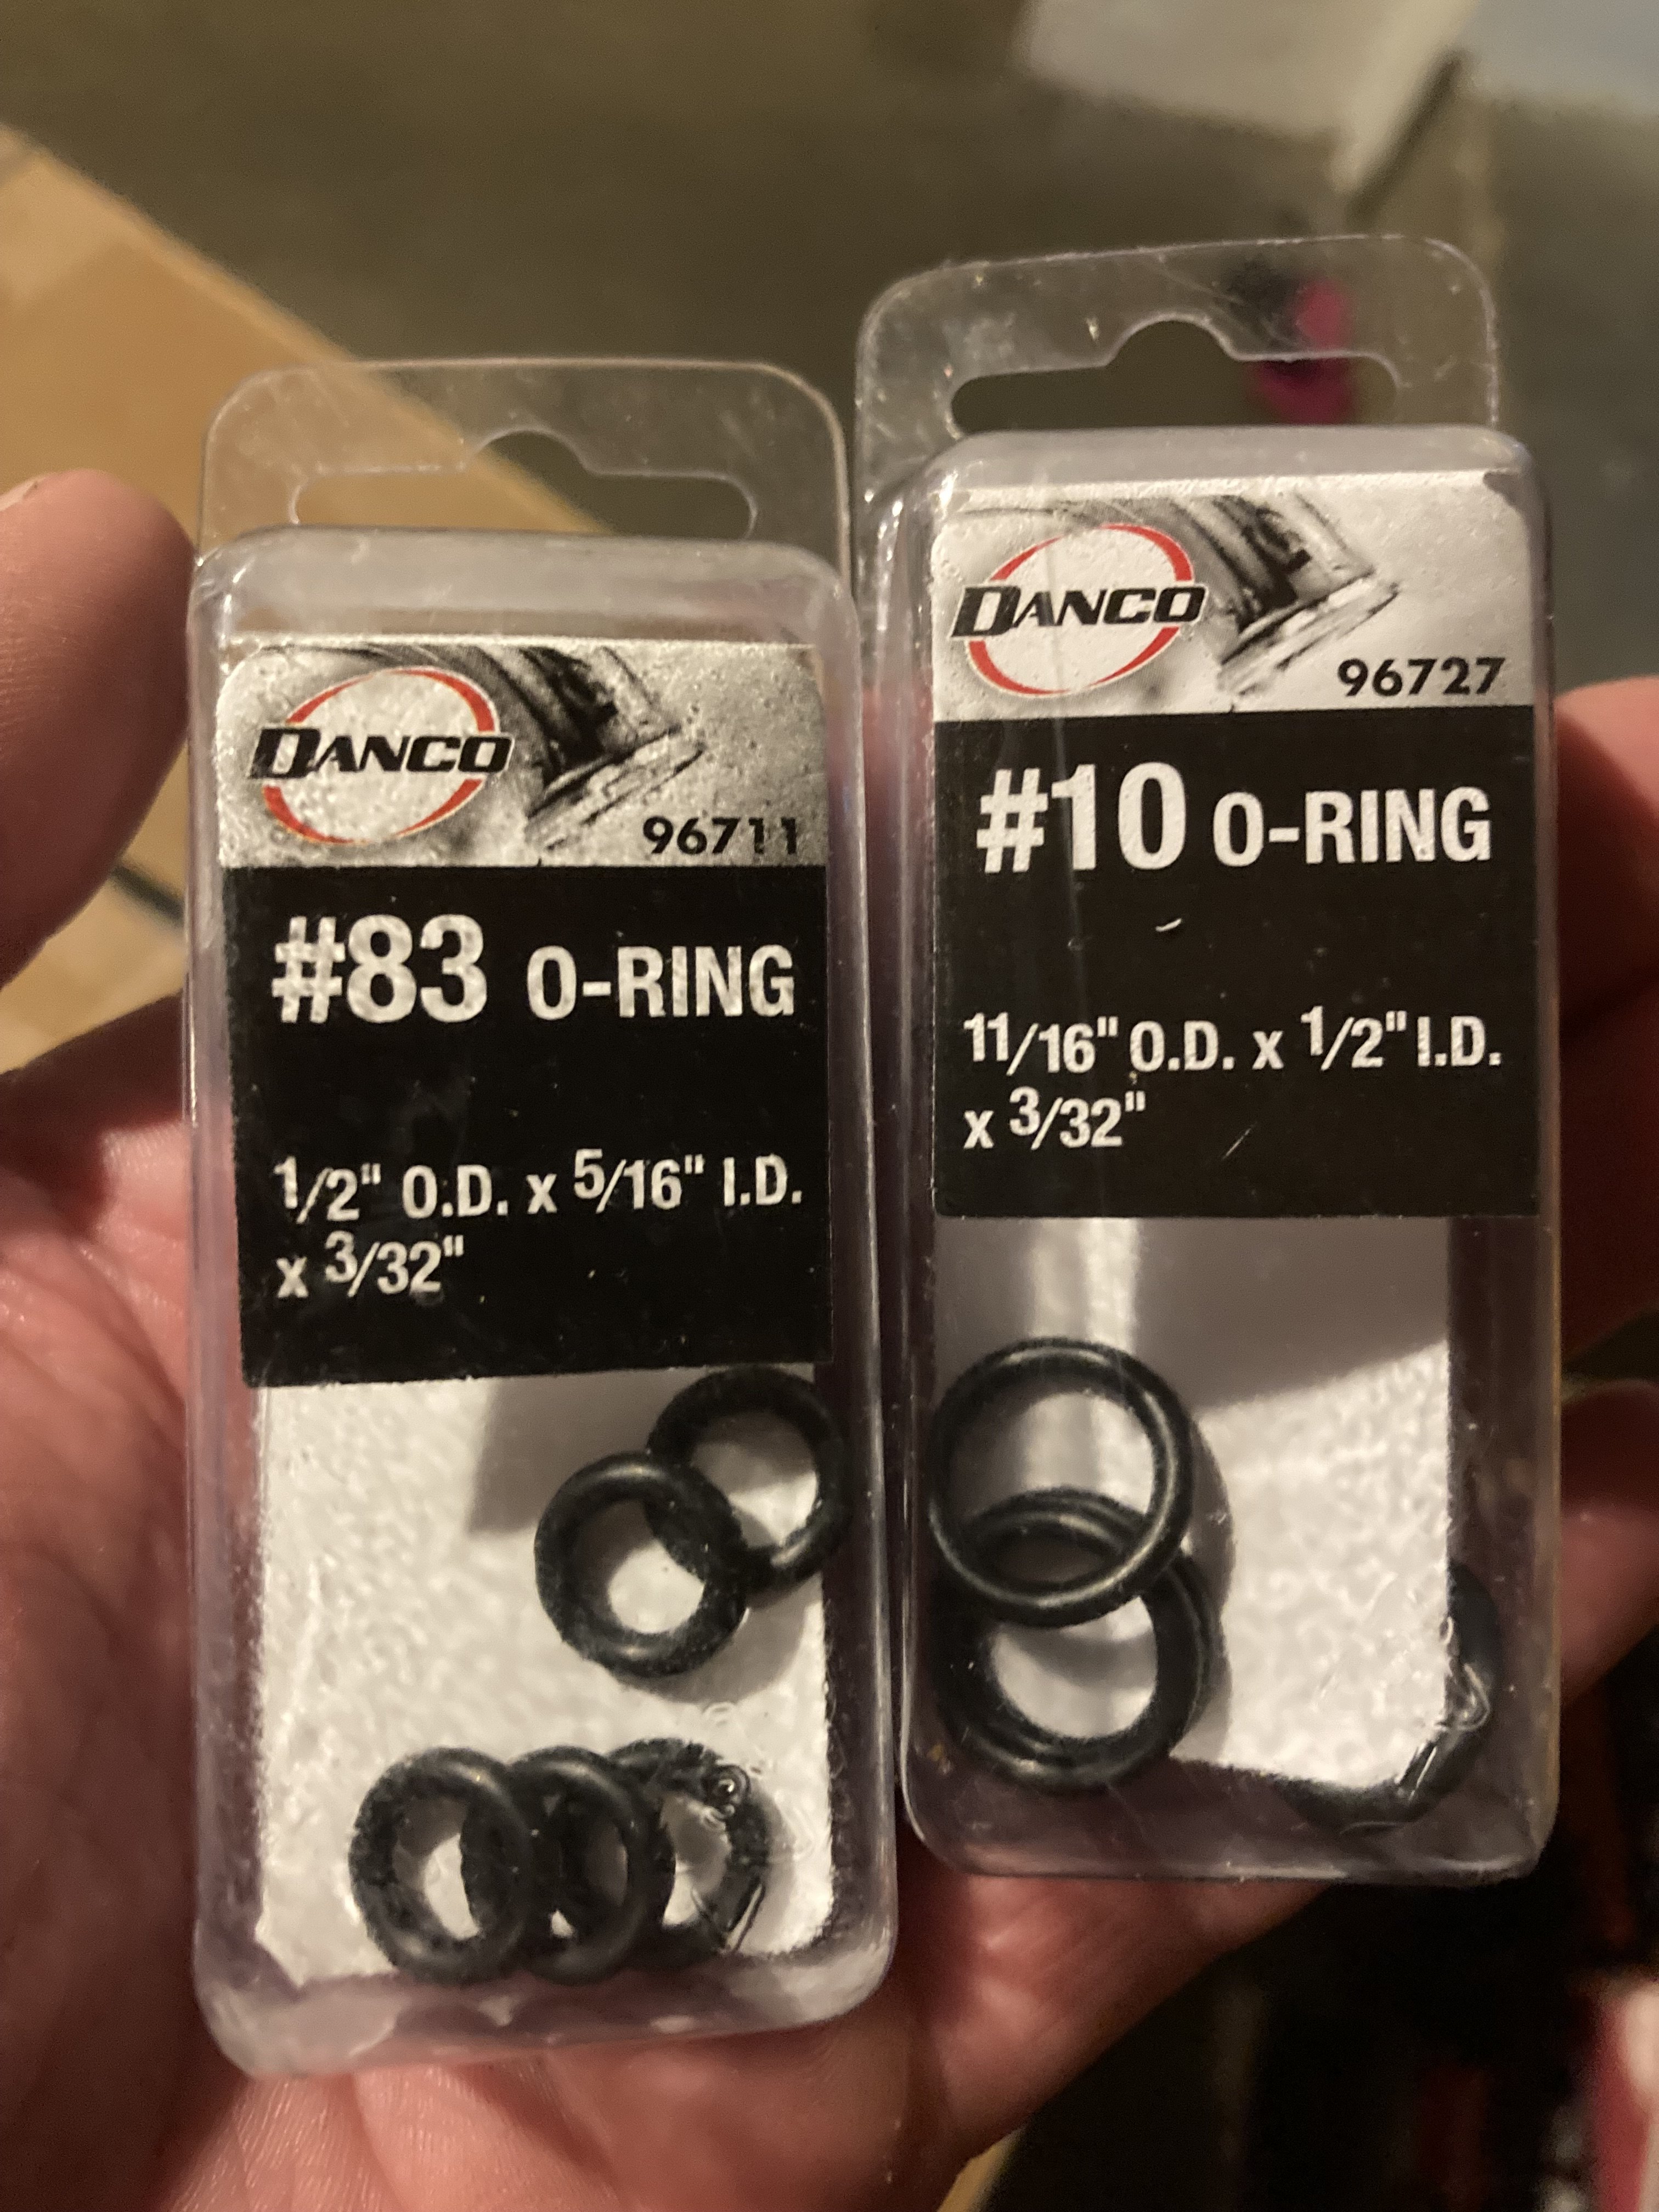 DANCO
96711
#83 O-RING
1/2" O.D. x 5/16" I.D.
x 3/32"
DANCO
96727
#10 O-RING
11/16" O.D. x 1/2" I.D.
x 3/32"